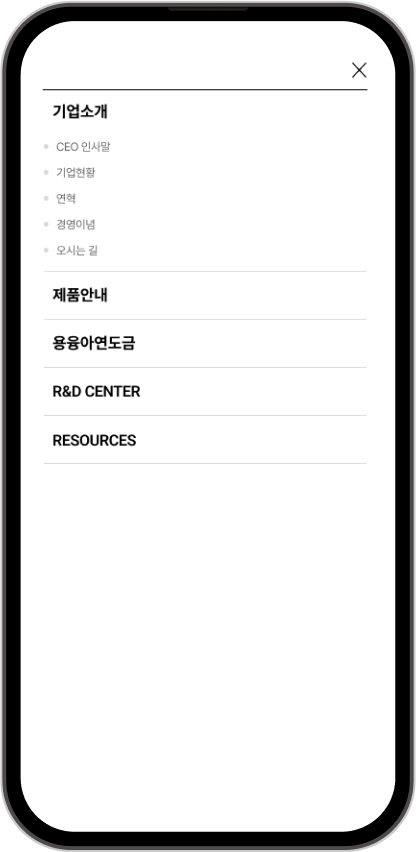 기업소개
CEO 인사말
기업현황
연혁
경영이념
오시는 길
제품안내
용융아연도금
R&D CENTER
RESOURCES